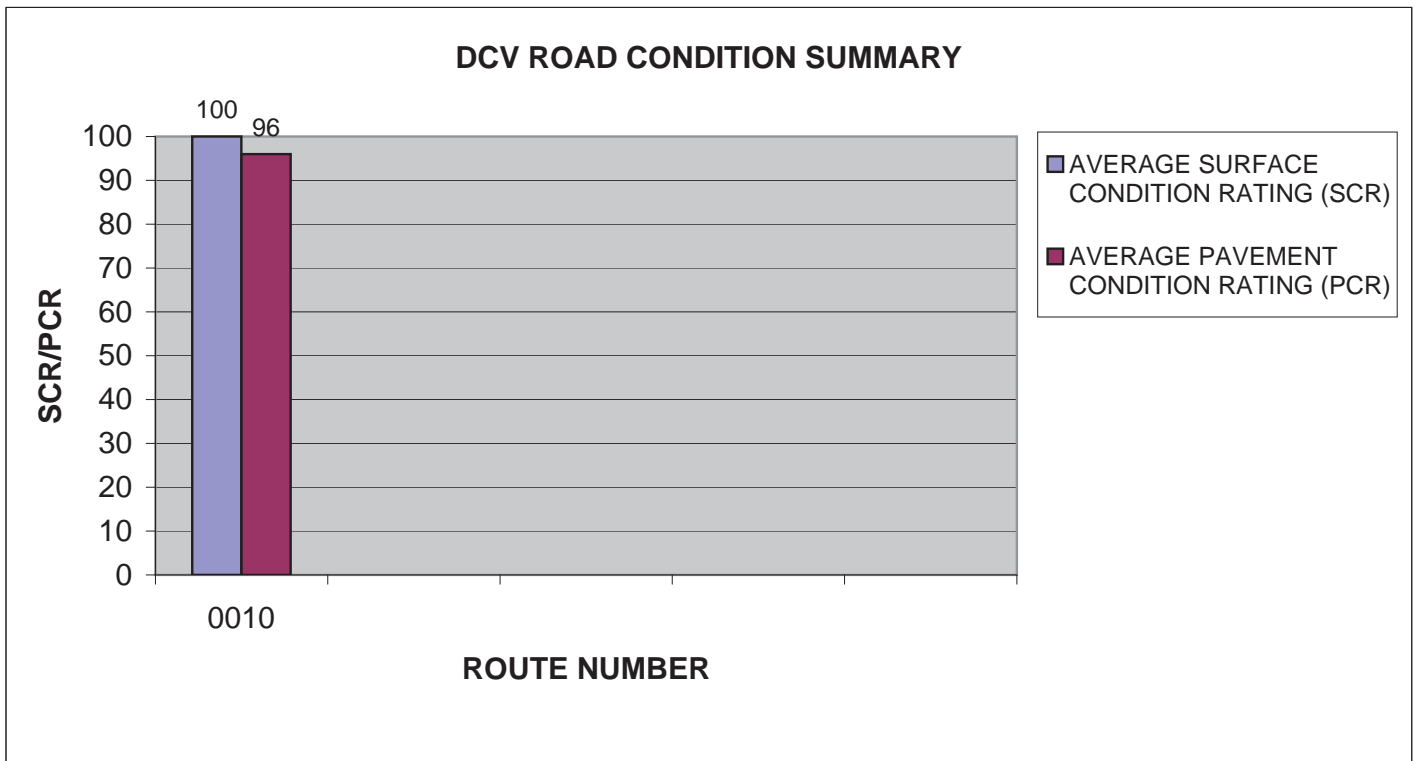 DCV ROAD CONDITION SUMMARY
100
96
100
90
80
70
60
50
40
30
20
10
0
SCR/PCR
0010
ROUTE NUMBER
AVERAGE SURFACE
CONDITION RATING (SCR)
AVERAGE PAVEMENT
CONDITION RATING (PCR)